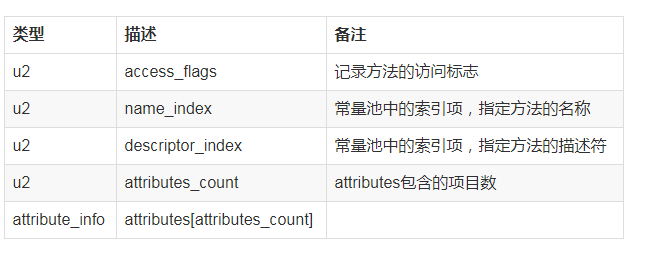 类型 描述 备注
u2 access_flags 记录方法的访问标志
u2 name_index 常量池中的索引项，指定方法的名称
u2 descriptor_index 常量池中的索引项，指定方法的描述符
u2 attributes_count attributes包含的项目数
attribute_info attributes[attributes_count]